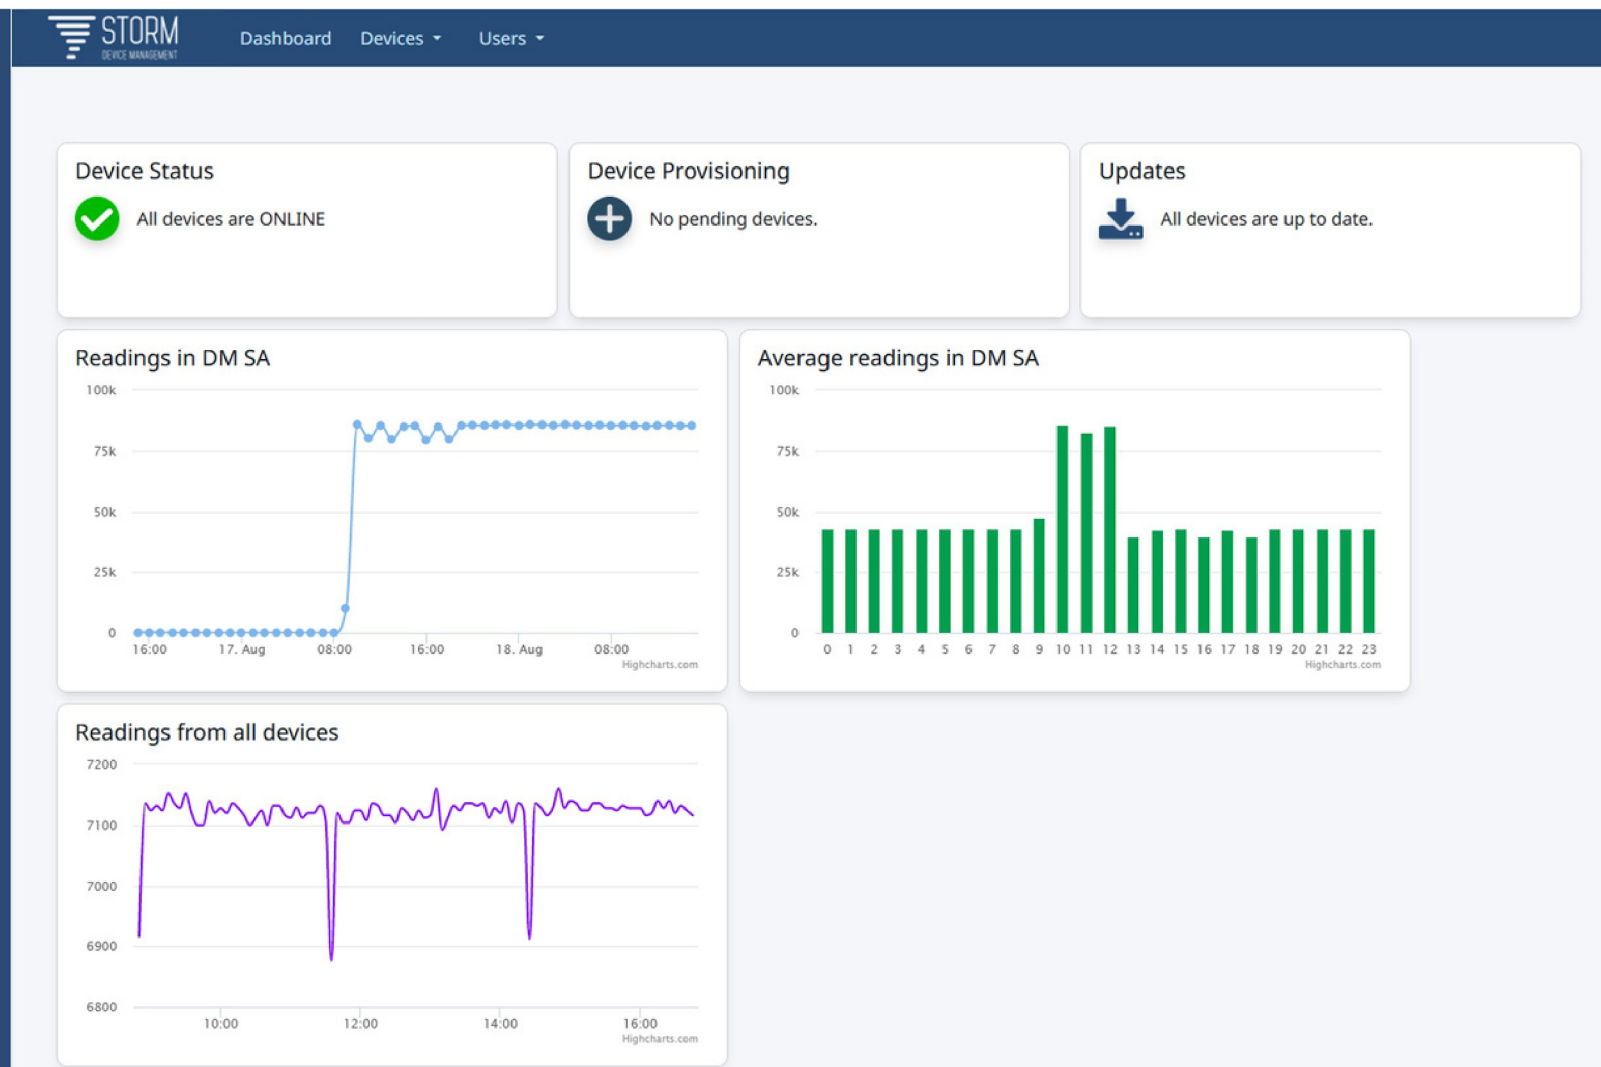 STORM
DEVICE MANAGEMENT
Dashboard Devices Users
Device Status
All devices are ONLINE
Device Provisioning
No pending devices.
Updates
All devices are up to date.
Readings in DM SA
100k
75k
50k
25k
0
16:00 17. Aug 08:00 16:00 18. Aug 08:00
Highcharts.com
Average readings in DM SA
100k
75k
50k
25k
0
0 1 2 3 4 5 6 7 8 9 10 11 12 13 14 15 16 17 18 19 20 21 22 23
Highcharts.com
Readings from all devices
7200
7100
7000
6900
6800
10:00 12:00 14:00 16:00
Highcharts.com